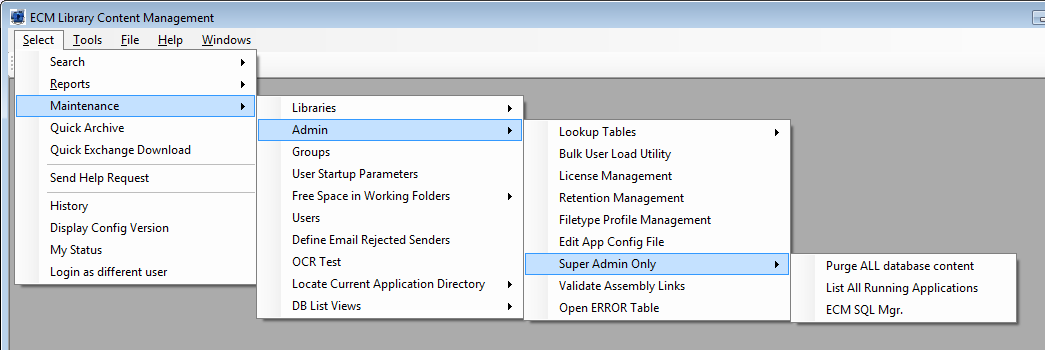 ECM Library Content Management
Select Tools File Help Windows
Search
Reports
Maintenance
Quick Archive
Quick Exchange Download
Send Help Request
History
Display Config Version
My Status
Login as different user
Libraries
Admin
Groups
User Startup Parameters
Free Space in Working Folders
Users
Define Email Rejected Senders
OCR Test
Locate Current Application Directory
DB List Views
Lookup Tables
Bulk User Load Utility
License Management
Retention Management
Filetype Profile Management
Edit App Config File
Super Admin Only
Validate Assembly Links
Open ERROR Table
Purge ALL database content
List All Running Applications
ECM SQL Mgr.